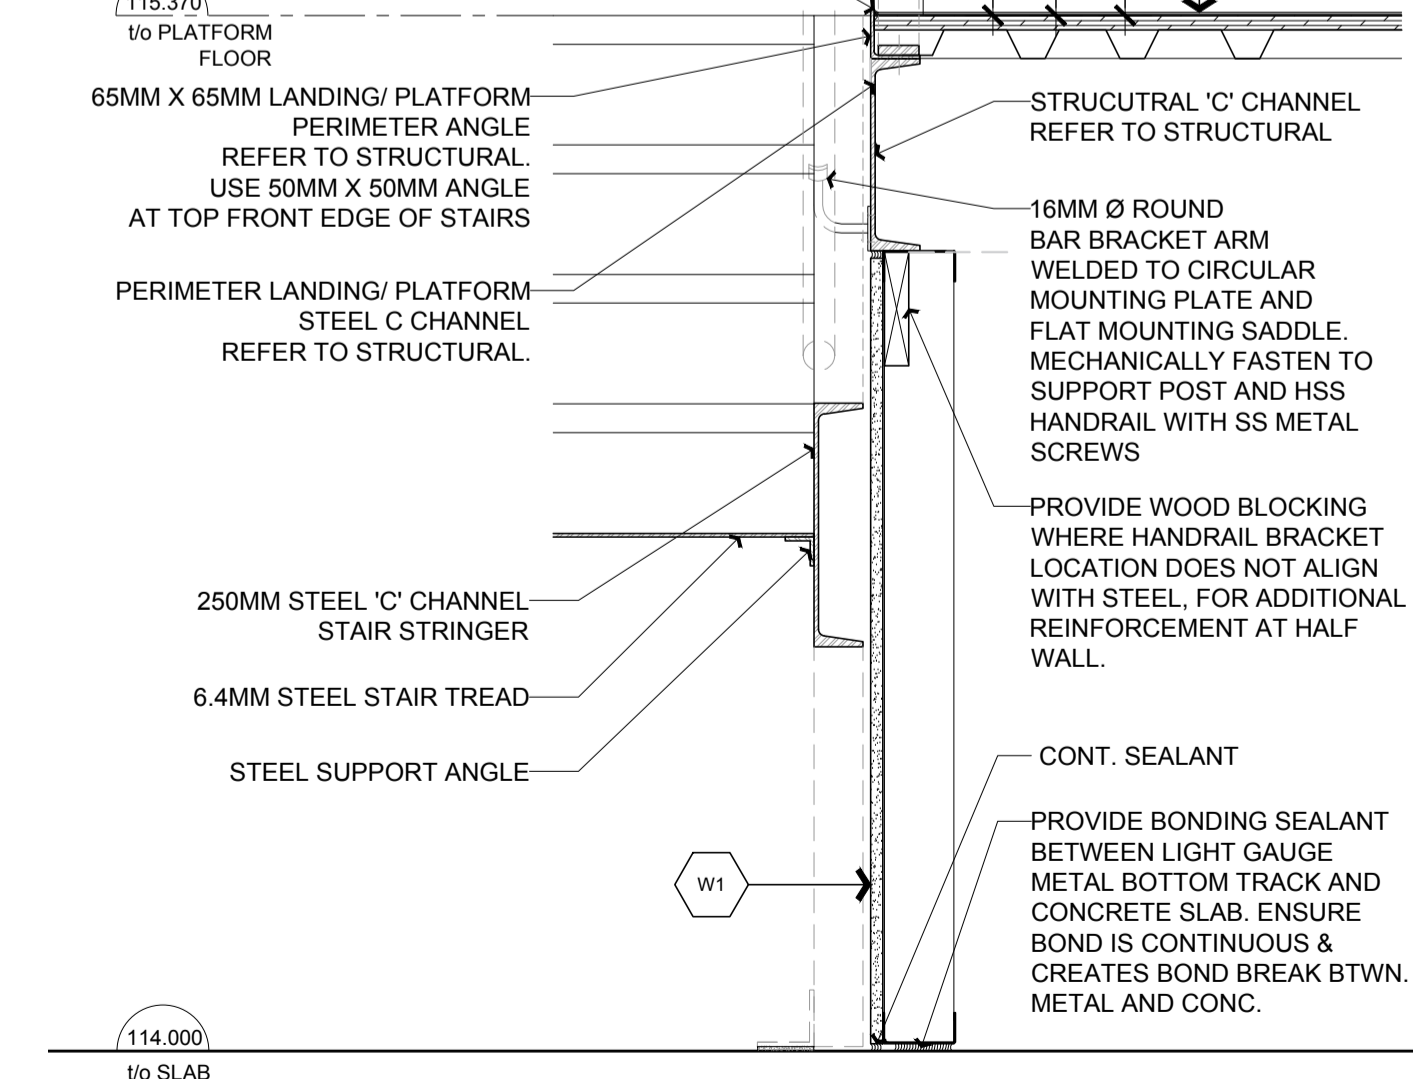 115.370
t/o PLATFORM
FLOOR
65MM X 65MM LANDING/ PLATFORM
PERIMETER ANGLE
REFER TO STRUCTURAL.
USE 50MM X 50MM ANGLE
AT TOP FRONT EDGE OF STAIRS
PERIMETER LANDING/ PLATFORM
STEEL C CHANNEL
REFER TO STRUCTURAL.
250MM STEEL 'C' CHANNEL
STAIR STRINGER
6.4MM STEEL STAIR TREAD
STEEL SUPPORT ANGLE
W1
114.000
t/o SLAB
STRUCUTRAL 'C' CHANNEL
REFER TO STRUCTURAL
16MM Ø ROUND
BAR BRACKET ARM
WELDED TO CIRCULAR
MOUNTING PLATE AND
FLAT MOUNTING SADDLE.
MECHANICALLY FASTEN TO
SUPPORT POST AND HSS
HANDRAIL WITH SS METAL
SCREWS
PROVIDE WOOD BLOCKING
WHERE HANDRAIL BRACKET
LOCATION DOES NOT ALIGN
WITH STEEL, FOR ADDITIONAL
REINFORCEMENT AT HALF
WALL.
CONT. SEALANT
PROVIDE BONDING SEALANT
BETWEEN LIGHT GAUGE
METAL BOTTOM TRACK AND
CONCRETE SLAB. ENSURE
BOND IS CONTINUOUS &
CREATES BOND BREAK BTWN.
METAL AND CONC.